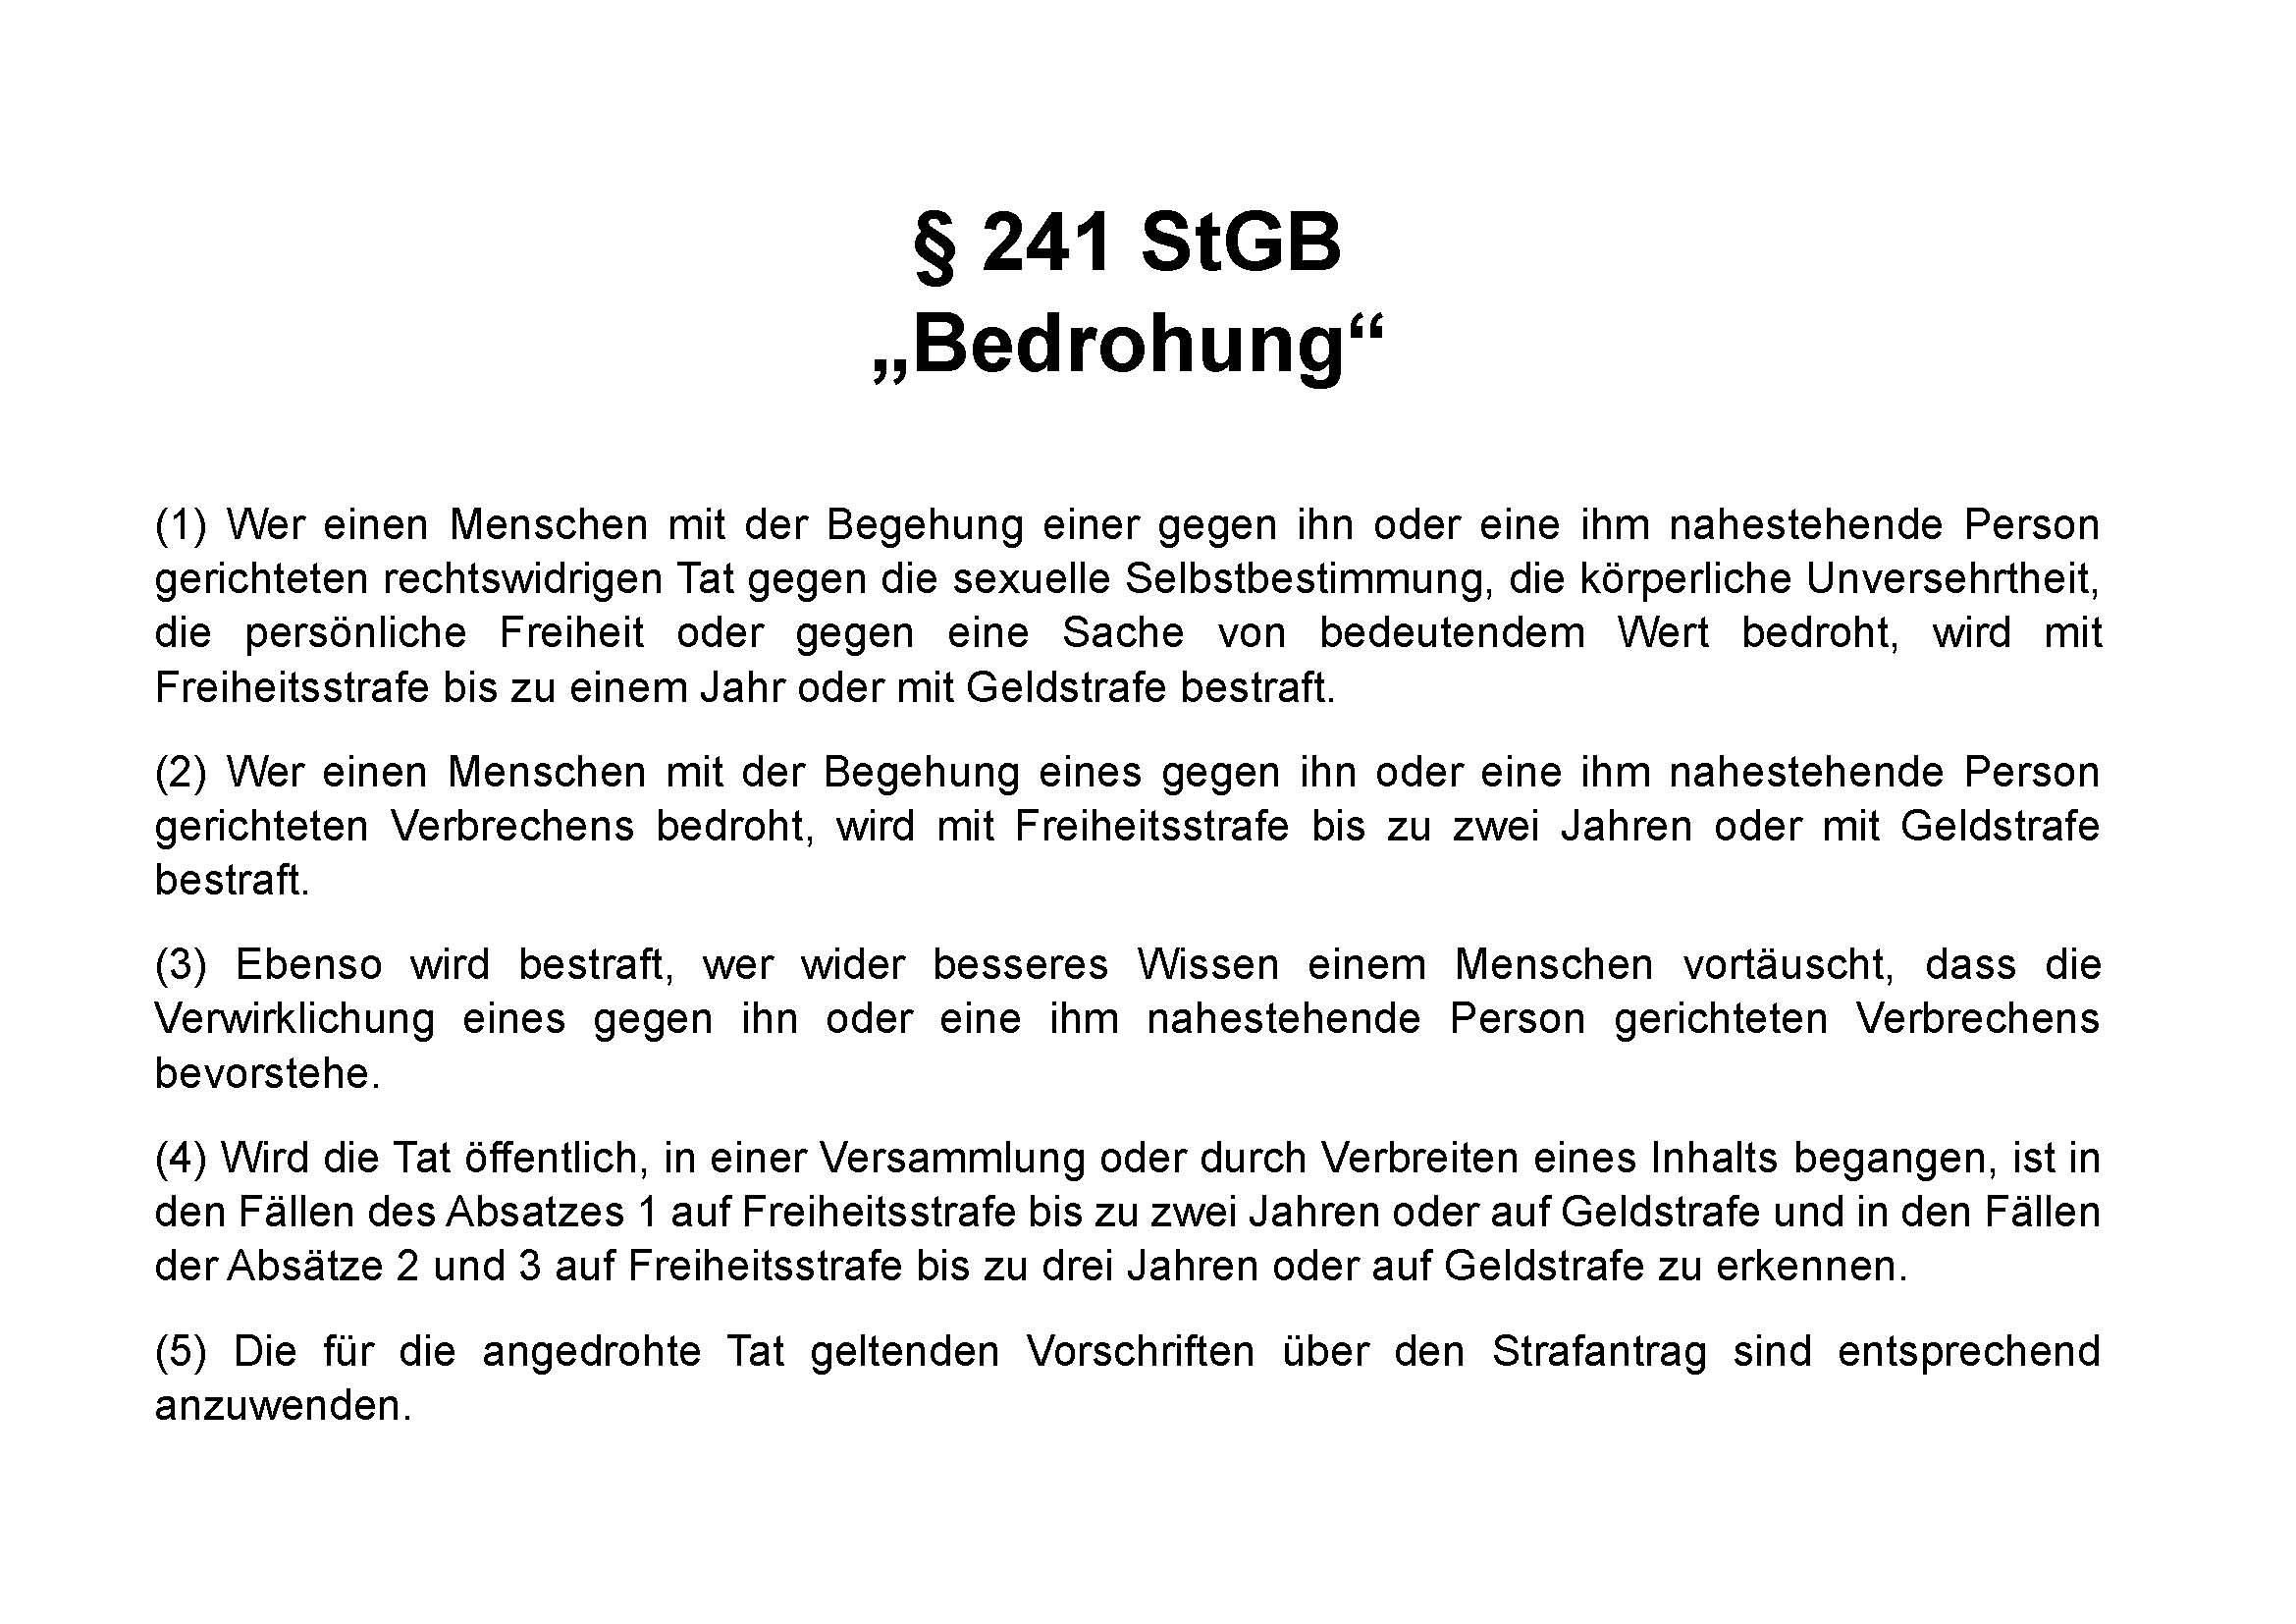 § 241 StGB
„Bedrohung“
(1) Wer einen Menschen mit der Begehung einer gegen ihn oder eine ihm nahestehende Person
gerichteten rechtswidrigen Tat gegen die sexuelle Selbstbestimmung, die körperliche Unversehrtheit,
die persönliche Freiheit oder gegen eine Sache von bedeutendem Wert bedroht, wird mit
Freiheitsstrafe bis zu einem Jahr oder mit Geldstrafe bestraft.
(2) Wer einen Menschen mit der Begehung eines gegen ihn oder eine ihm nahestehende Person
gerichteten Verbrechens bedroht, wird mit Freiheitsstrafe bis zu zwei Jahren oder mit Geldstrafe
bestraft.
(3) Ebenso wird bestraft, wer wider besseres Wissen einem Menschen vortäuscht, dass die
Verwirklichung eines gegen ihn oder eine ihm nahestehende Person gerichteten Verbrechens
bevorstehe.
(4) Wird die Tat öffentlich, in einer Versammlung oder durch Verbreiten eines Inhalts begangen, ist in
den Fällen des Absatzes 1 auf Freiheitsstrafe bis zu zwei Jahren oder auf Geldstrafe und in den Fällen
der Absätze 2 und 3 auf Freiheitsstrafe bis zu drei Jahren oder auf Geldstrafe zu erkennen.
(5) Die für die angedrohte Tat geltenden Vorschriften über den Strafantrag sind entsprechend
anzuwenden.